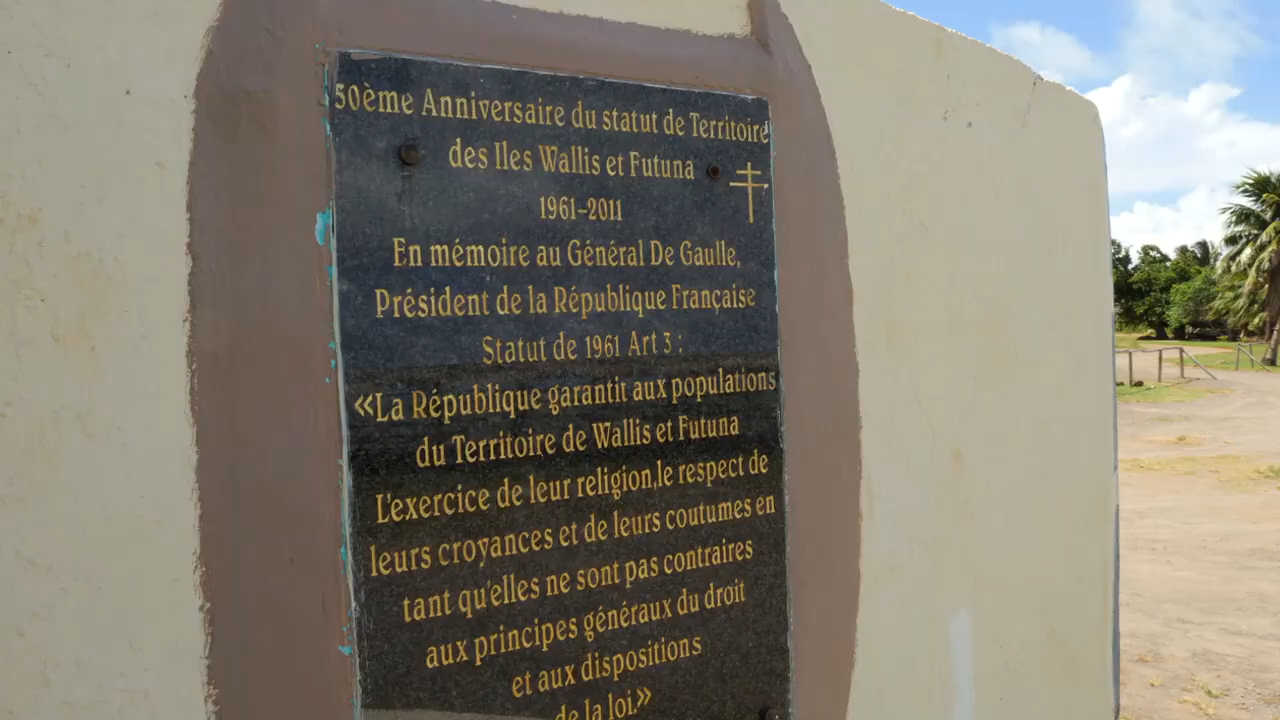 50ème Anniversaire du statut de Territoire
des Iles Wallis et Futuna
1961-2011
En mémoire au Général De Gaulle,
Président de la République Française
Statut de 1961 Art 3 :
«La République garantit aux populations
du Territoire de Wallis et Futuna
L'exercice de leur religion,le respect de
leurs croyances et de leurs coutumes en
tant qu'elles ne sont pas contraires
aux principes généraux du droit
et aux dispositions
de la loi.»